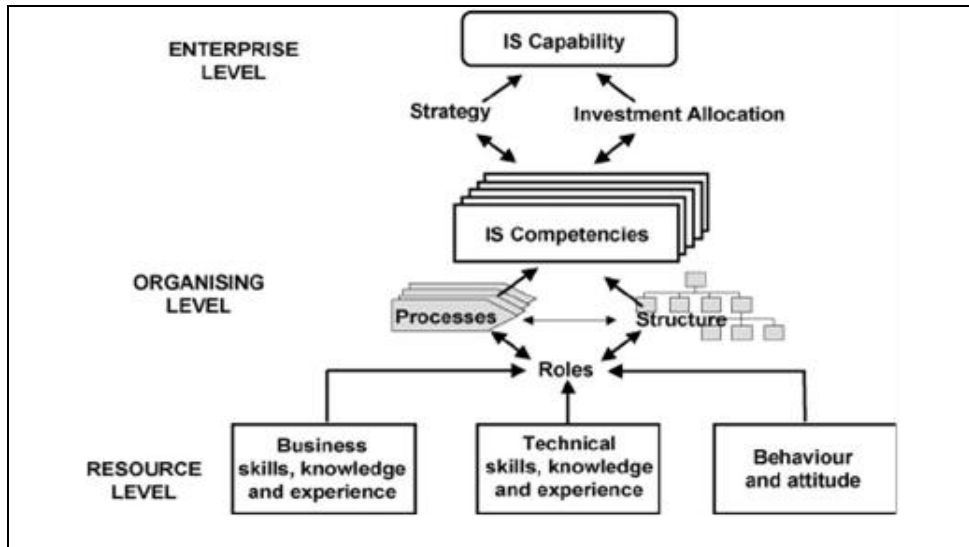 IS Capability
ENTERPRISE
LEVEL
Strategy
Investment Allocation
IS Competencies
ORGANISING
LEVEL
Processes
Structure
Roles
Business
skills, knowledge
and experience
Technical
skills, knowledge
and experience
Behaviour
and attitude
RESOURCE
LEVEL